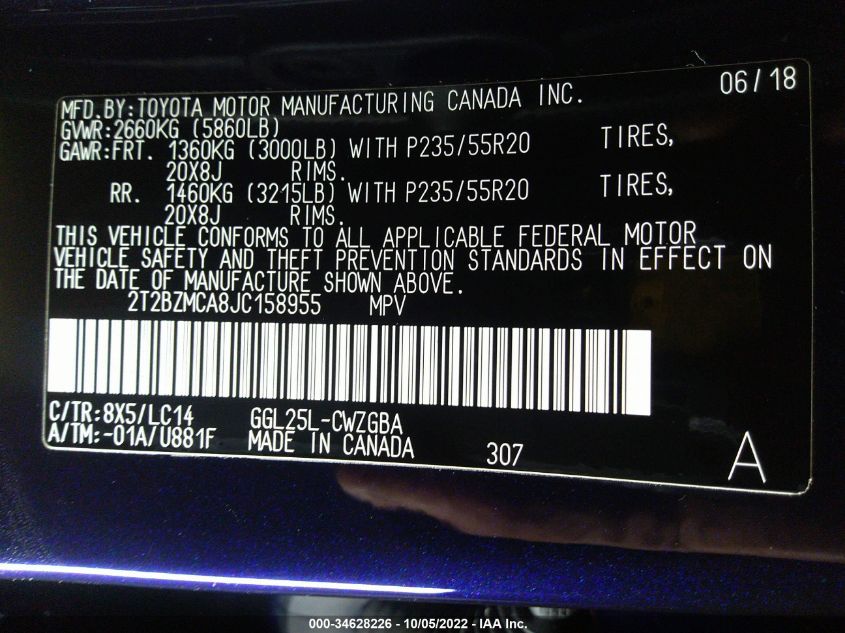 06/18
MFD.BY:TOYOTA MOTOR MANUFACTURING CANADA INC.
GVWR:2660KG (5860LB)
GAWR:FRT. 1360KG (3000LB) WITH P235/55R20 TIRES,
20X8J RIMS.
RR. 1460KG (3215LB) WITH P235/55R20 TIRES,
20X8J RIMS.
THIS VEHICLE CONFORMS TO ALL APPLICABLE FEDERAL MOTOR
VEHICLE SAFETY AND THEFT PREVENTION STANDARDS IN EFFECT ON
THE DATE OF MANUFACTURE SHOWN ABOVE.
2T2BZMCA8JC158955 MPV
C/TR:8X5/LC14 GGL25L-CWZGBA
A/TM:-01A/U881F MADE IN CANADA 307 A
000-34628226 - 10/05/2022 - IAA Inc.